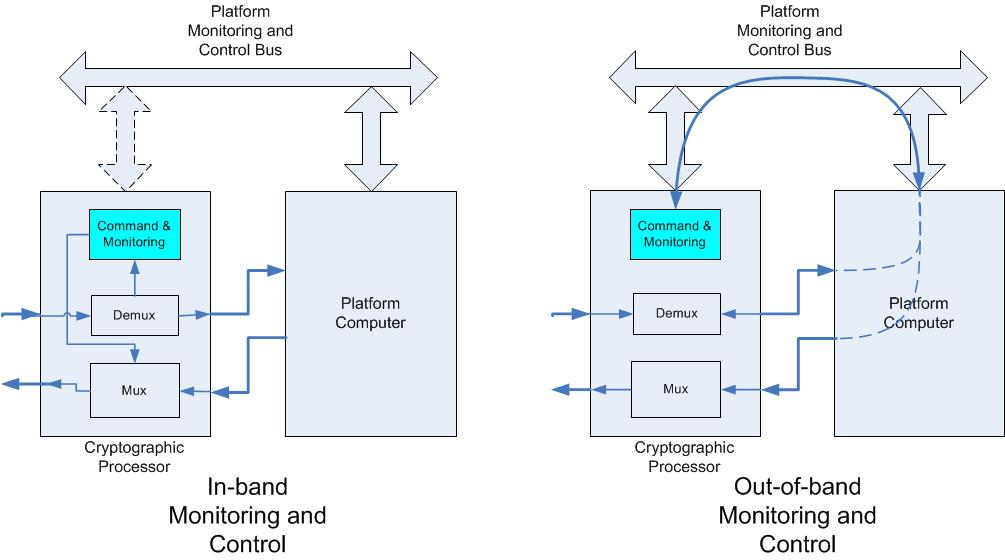 Platform
Monitoring and
Control Bus
Command &
Monitoring
Demux
Mux
Platform
Computer
Cryptographic
Processor
In-band
Monitoring and
Control
Platform
Monitoring and
Control Bus
Command &
Monitoring
Demux
Mux
Platform
Computer
Cryptographic
Processor
Out-of-band
Monitoring and
Control